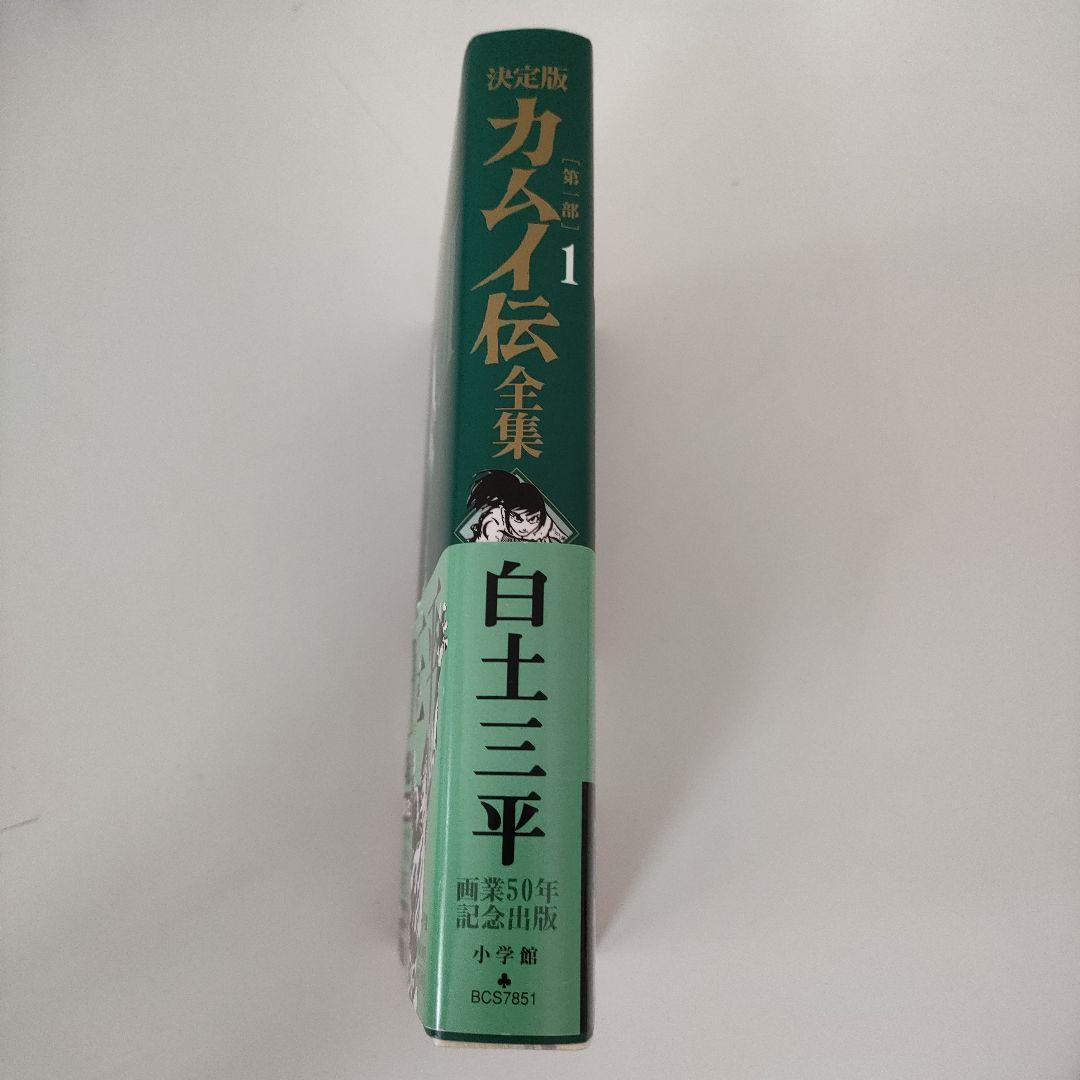 決定版
カムイ伝全集
[第一部]
1
白土三平
画業50年
記念出版
小学館
♣
BCS7851